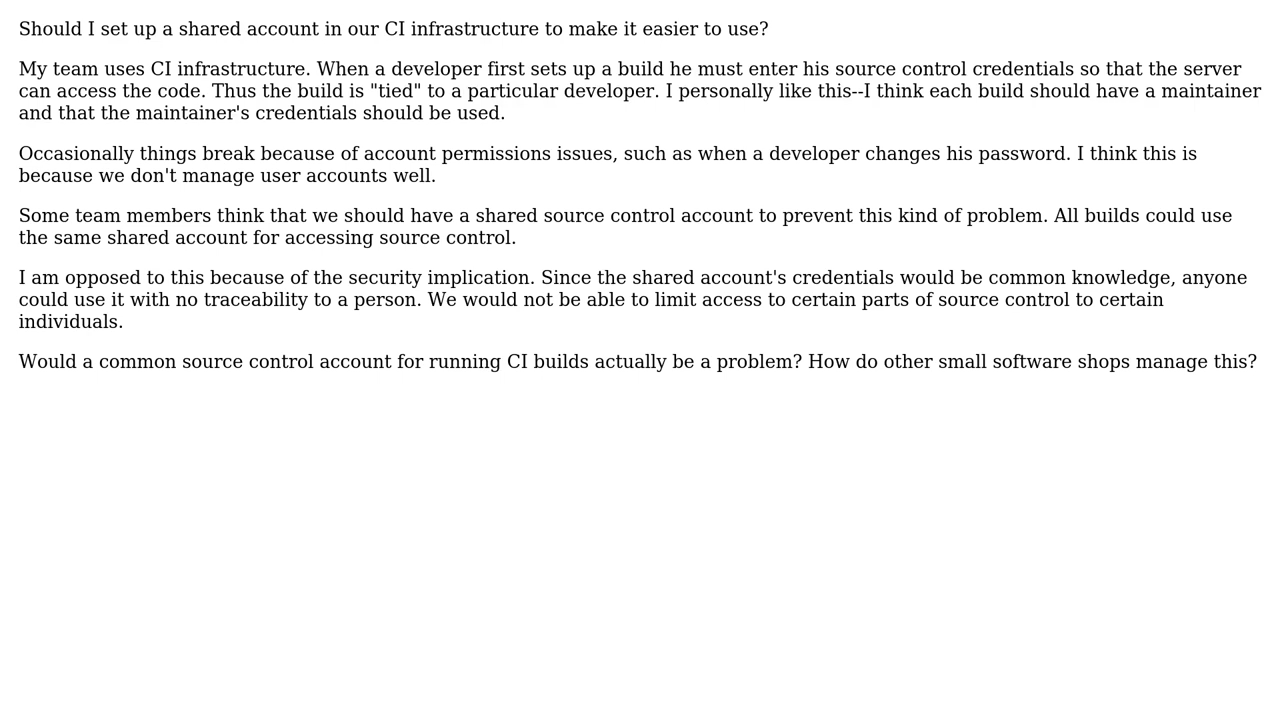 Should I set up a shared account in our CI infrastructure to make it easier to use?
My team uses CI infrastructure. When a developer first sets up a build he must enter his source control credentials so that the server
can access the code. Thus the build is "tied" to a particular developer. I personally like this--I think each build should have a maintainer
and that the maintainer's credentials should be used.
Occasionally things break because of account permissions issues, such as when a developer changes his password. I think this is
because we don't manage user accounts well.
Some team members think that we should have a shared source control account to prevent this kind of problem. All builds could use
the same shared account for accessing source control.
I am opposed to this because of the security implication. Since the shared account's credentials would be common knowledge, anyone
could use it with no traceability to a person. We would not be able to limit access to certain parts of source control to certain
individuals.
Would a common source control account for running CI builds actually be a problem? How do other small software shops manage this?